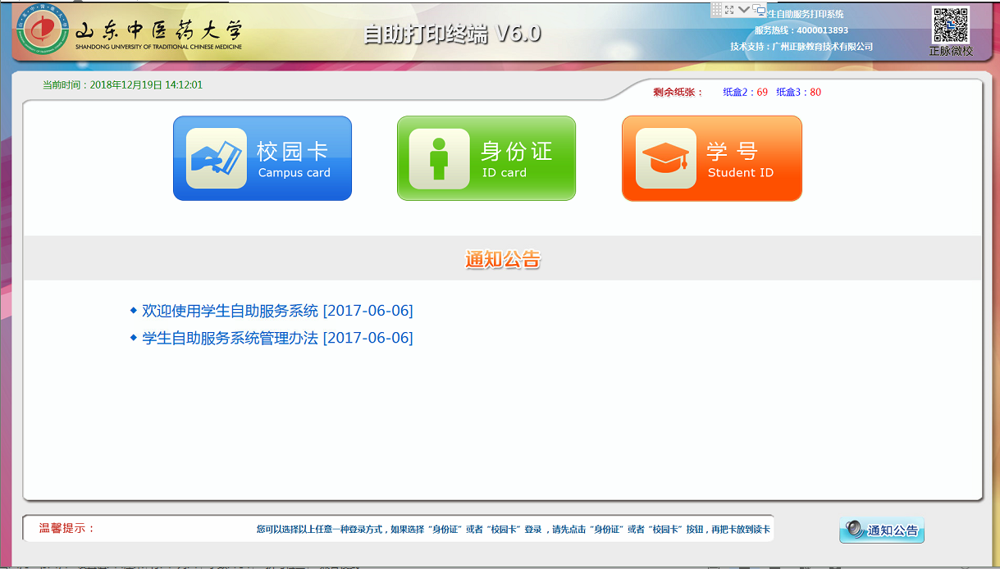 山东中医药大学
SHANDONG UNIVERSITY OF TRADITIONAL CHINESE MEDICINE
自助打印终端 V6.0
生自助服务打印系统
服务热线：4000013893
技术支持：广州正脉教育技术有限公司
正脉微校
当前时间：2018年12月19日 14:12:01
剩余纸张： 纸盒2：69 纸盒3：80
校园卡
Campus card
身份证
ID card
学号
Student ID
通知公告
欢迎使用学生自助服务系统 [2017-06-06]
学生自助服务系统管理办法 [2017-06-06]
温馨提示： 您可以选择以上任意一种登录方式，如果选择“身份证”或者“校园卡”登录，请先点击“身份证”或者“校园卡”按钮，再把卡放到读卡
通知公告